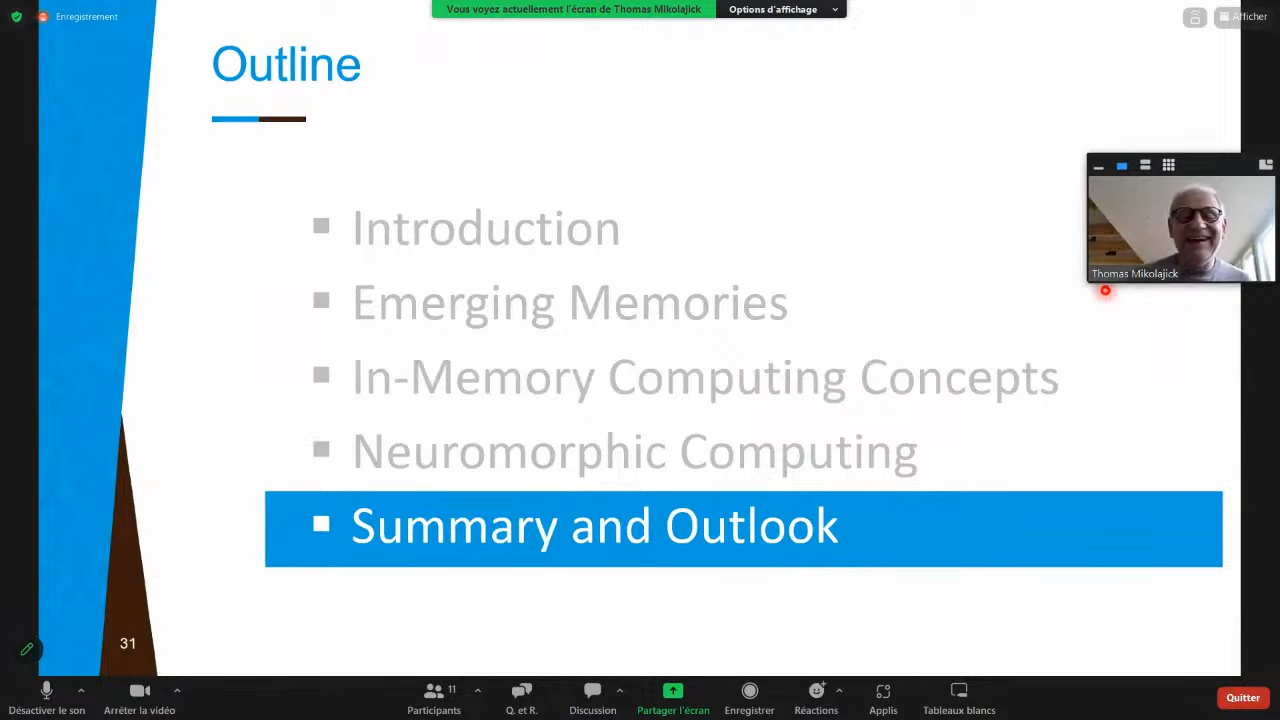 Enregistrement
Vous voyez actuellement l'écran de Thomas Mikolajick
Options d'affichage
Afficher
Outline
Introduction
Emerging Memories
In-Memory Computing Concepts
Neuromorphic Computing
Summary and Outlook
Thomas Mikolajick
31
Désactiver le son
Arrêter la vidéo
11
Participants
Q. et R.
Discussion
Partager l'écran
Enregistrer
Réactions
Applis
Tableaux blancs
Quitter